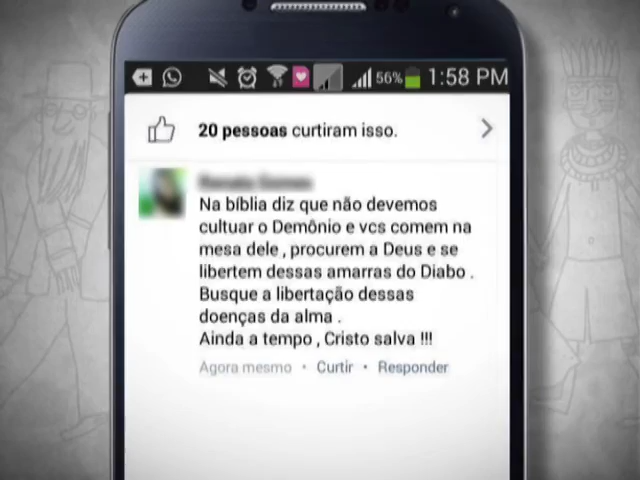 56% 1:58 PM
20 pessoas curtiram isso.
Na bíblia diz que não devemos
cultuar o Demônio e vcs comem na
mesa dele , procurem a Deus e se
libertem dessas amarras do Diabo .
Busque a libertação dessas
doenças da alma .
Ainda a tempo , Cristo salva !!!
Agora mesmo • Curtir • Responder